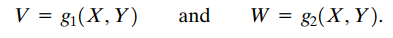 V = g₁(X, Y) and W = g₂(X, Y).